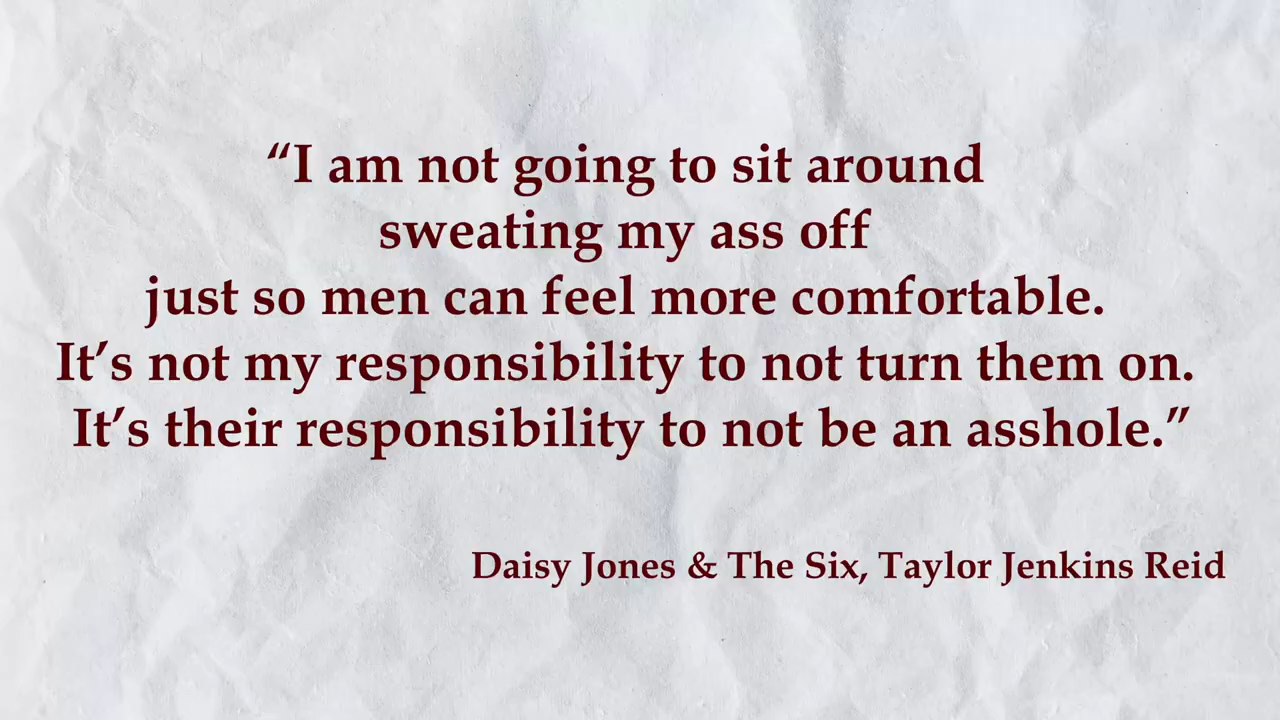 “I am not going to sit around
sweating my ass off
just so men can feel more comfortable.
It’s not my responsibility to not turn them on.
It’s their responsibility to not be an asshole.”
Daisy Jones & The Six, Taylor Jenkins Reid